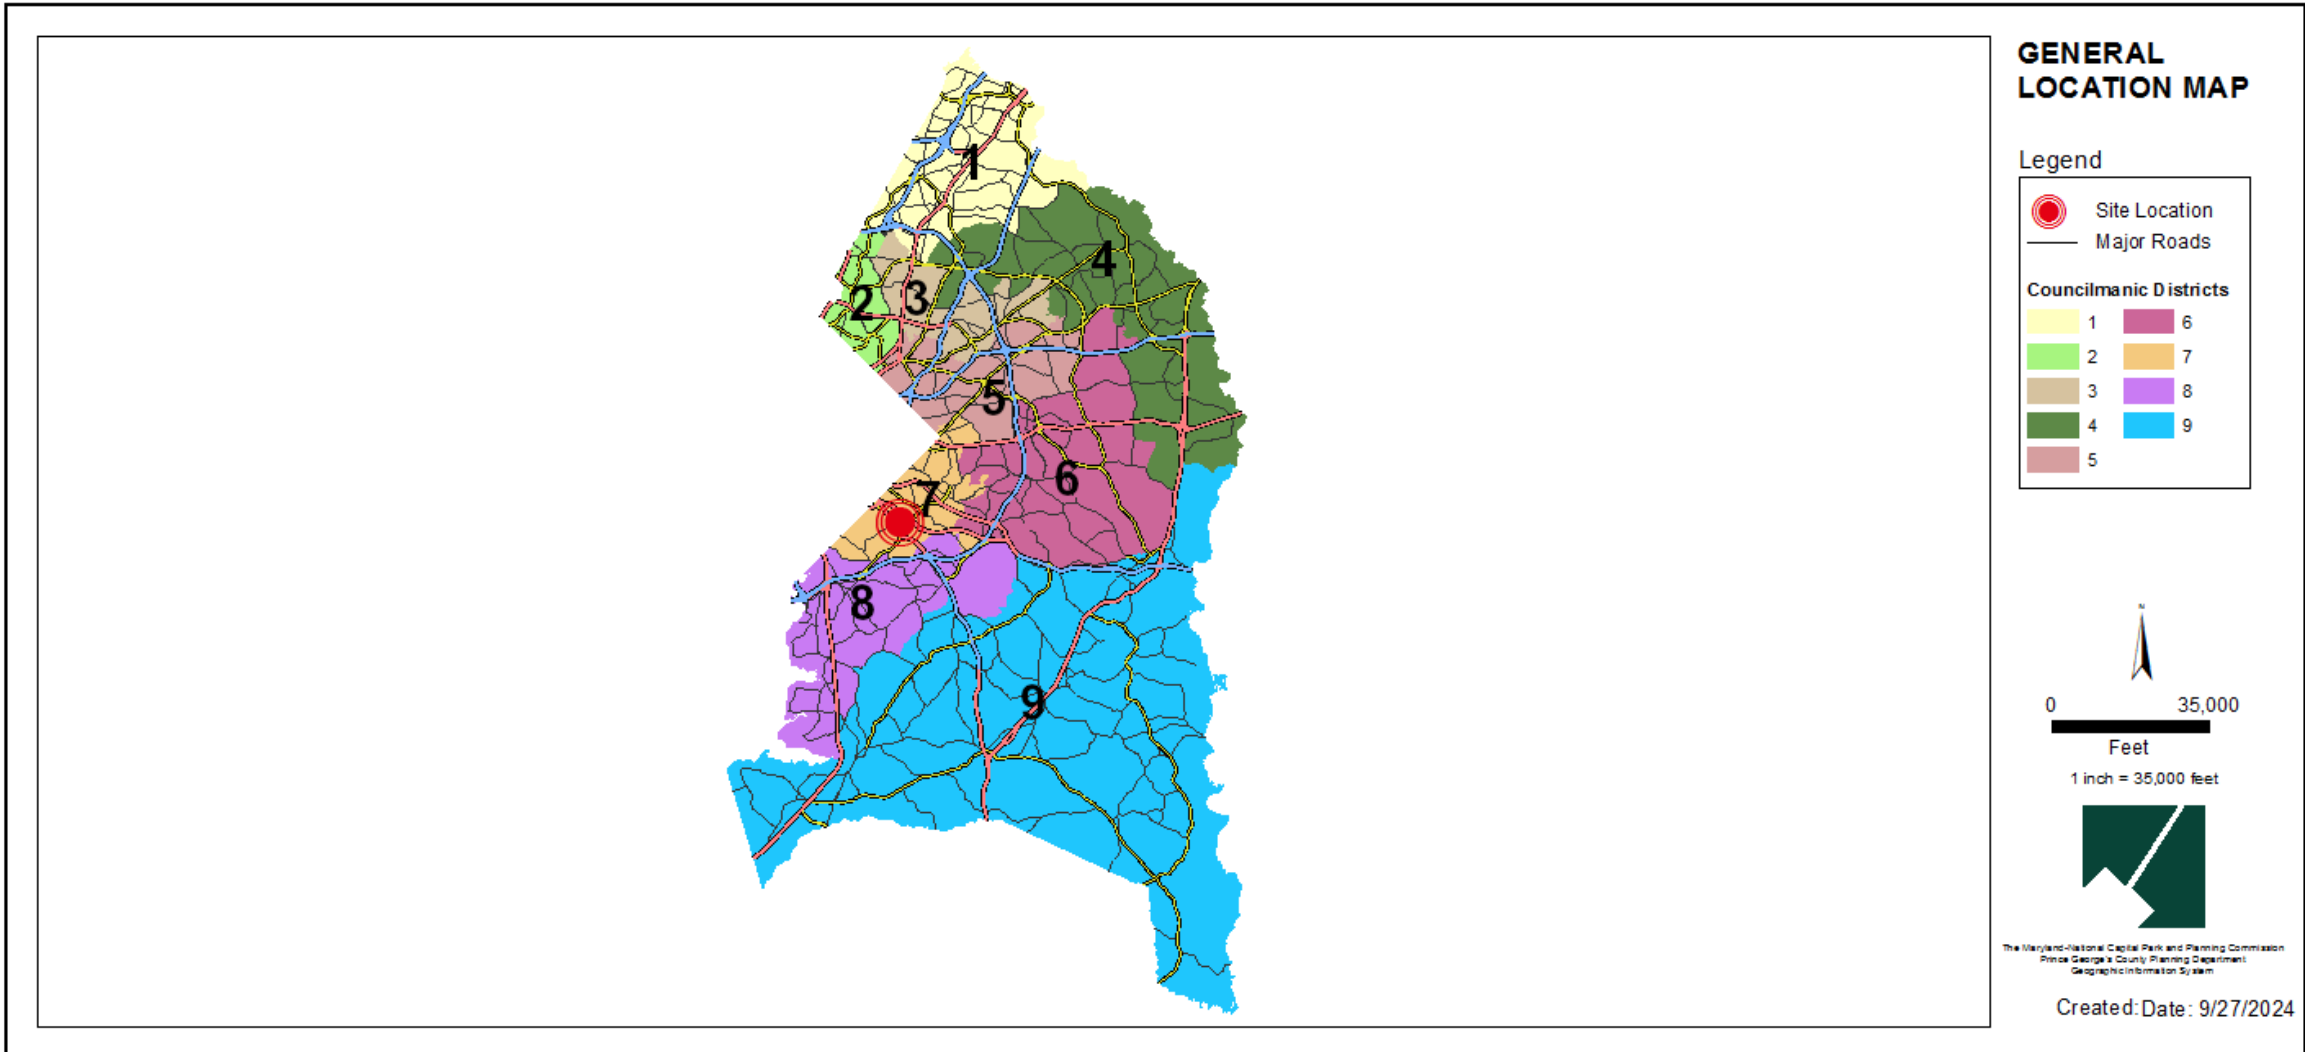 GENERAL
LOCATION MAP
Legend
Site Location
Major Roads
Councilmanic Districts
1 6
2 7
3 8
4 9
5
1
4
2
3
5
6
7
8
9
N
0 35,000
Feet
1 inch = 35,000 feet
The Maryland-National Capital Park and Planning Commission
Prince George's County Planning Department
Geographic Information System
Created: Date: 9/27/2024